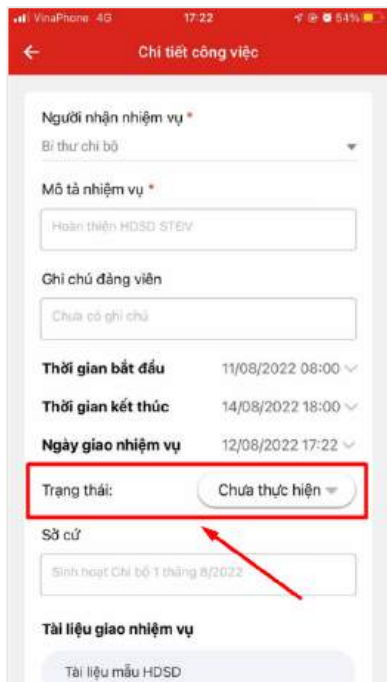 VinaPhone 4G 17:22 54%
Chi tiết công việc
Người nhận nhiệm vụ *
Bí thư chi bộ
Mô tả nhiệm vụ *
Hoàn thiện HDSD STĐV
Ghi chú đảng viên
Chưa có ghi chú
Thời gian bắt đầu 11/08/2022 08:00
Thời gian kết thúc 14/08/2022 18:00
Ngày giao nhiệm vụ 12/08/2022 17:22
Trạng thái: Chưa thực hiện
Sở cứ
Sinh hoạt Chi bộ 1 tháng 8/2022
Tài liệu giao nhiệm vụ
Tài liệu mẫu HDSD